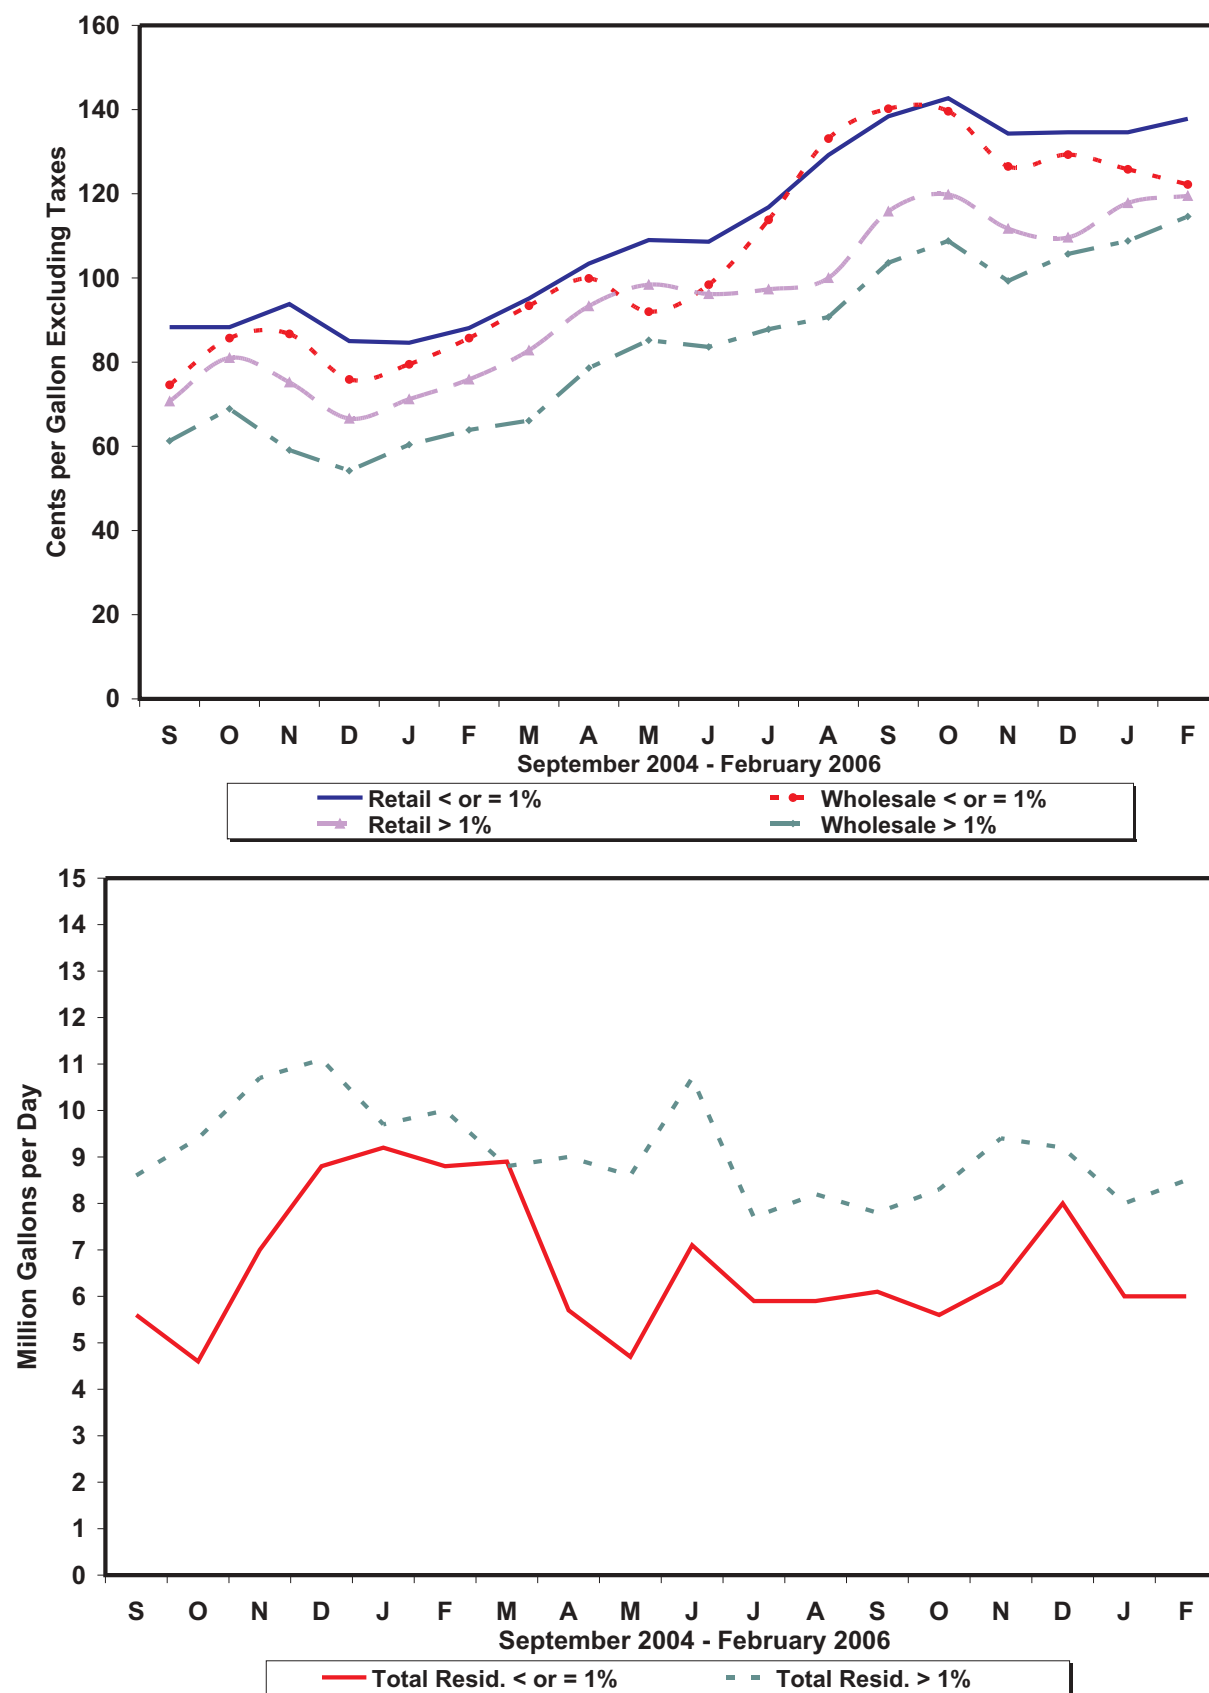 160
140
120
100
80
60
40
20
0
Cents per Gallon Excluding Taxes
S O N D J F M A M J J A S O N D J F
September 2004 - February 2006
Retail < or = 1% Wholesale < or = 1%
Retail > 1% Wholesale > 1%
15
14
13
12
11
10
9
8
7
6
5
4
3
2
1
0
Million Gallons per Day
S O N D J F M A M J J A S O N D J F
September 2004 - February 2006
Total Resid. < or = 1% Total Resid. > 1%